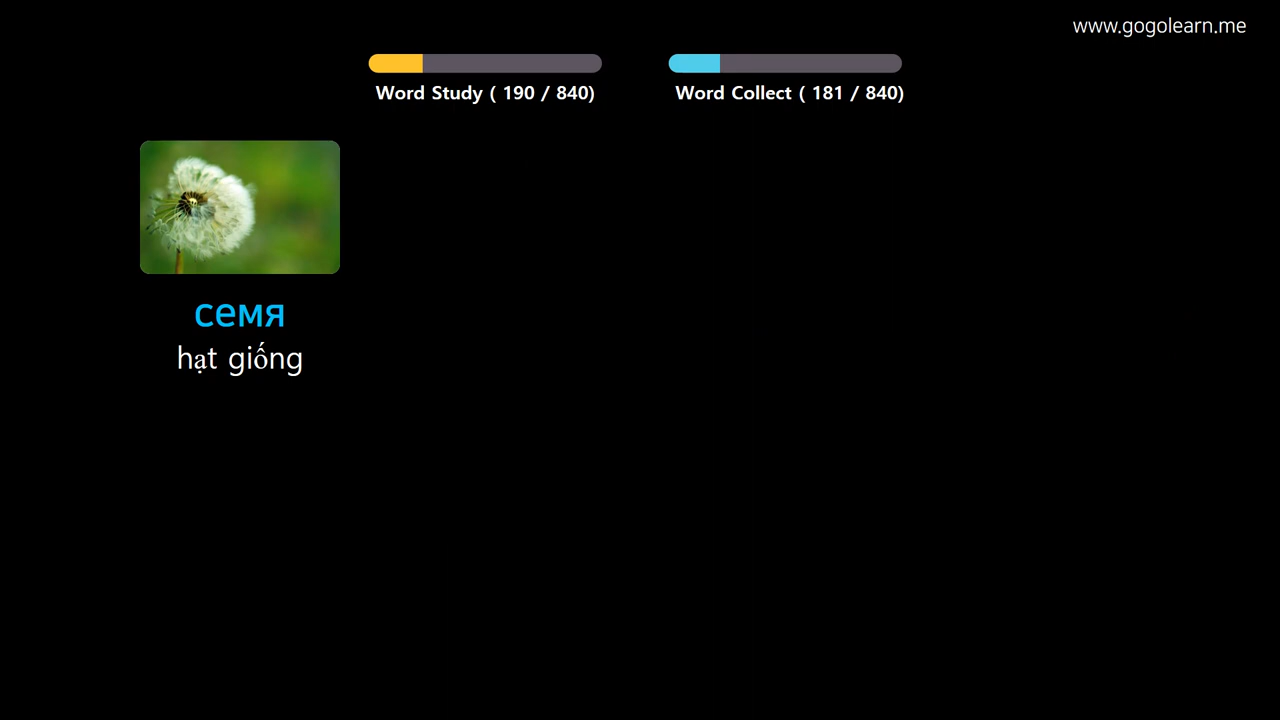 www.gogolearn.me
Word Study ( 190 / 840)
Word Collect ( 181 / 840)
семя
hạt giống